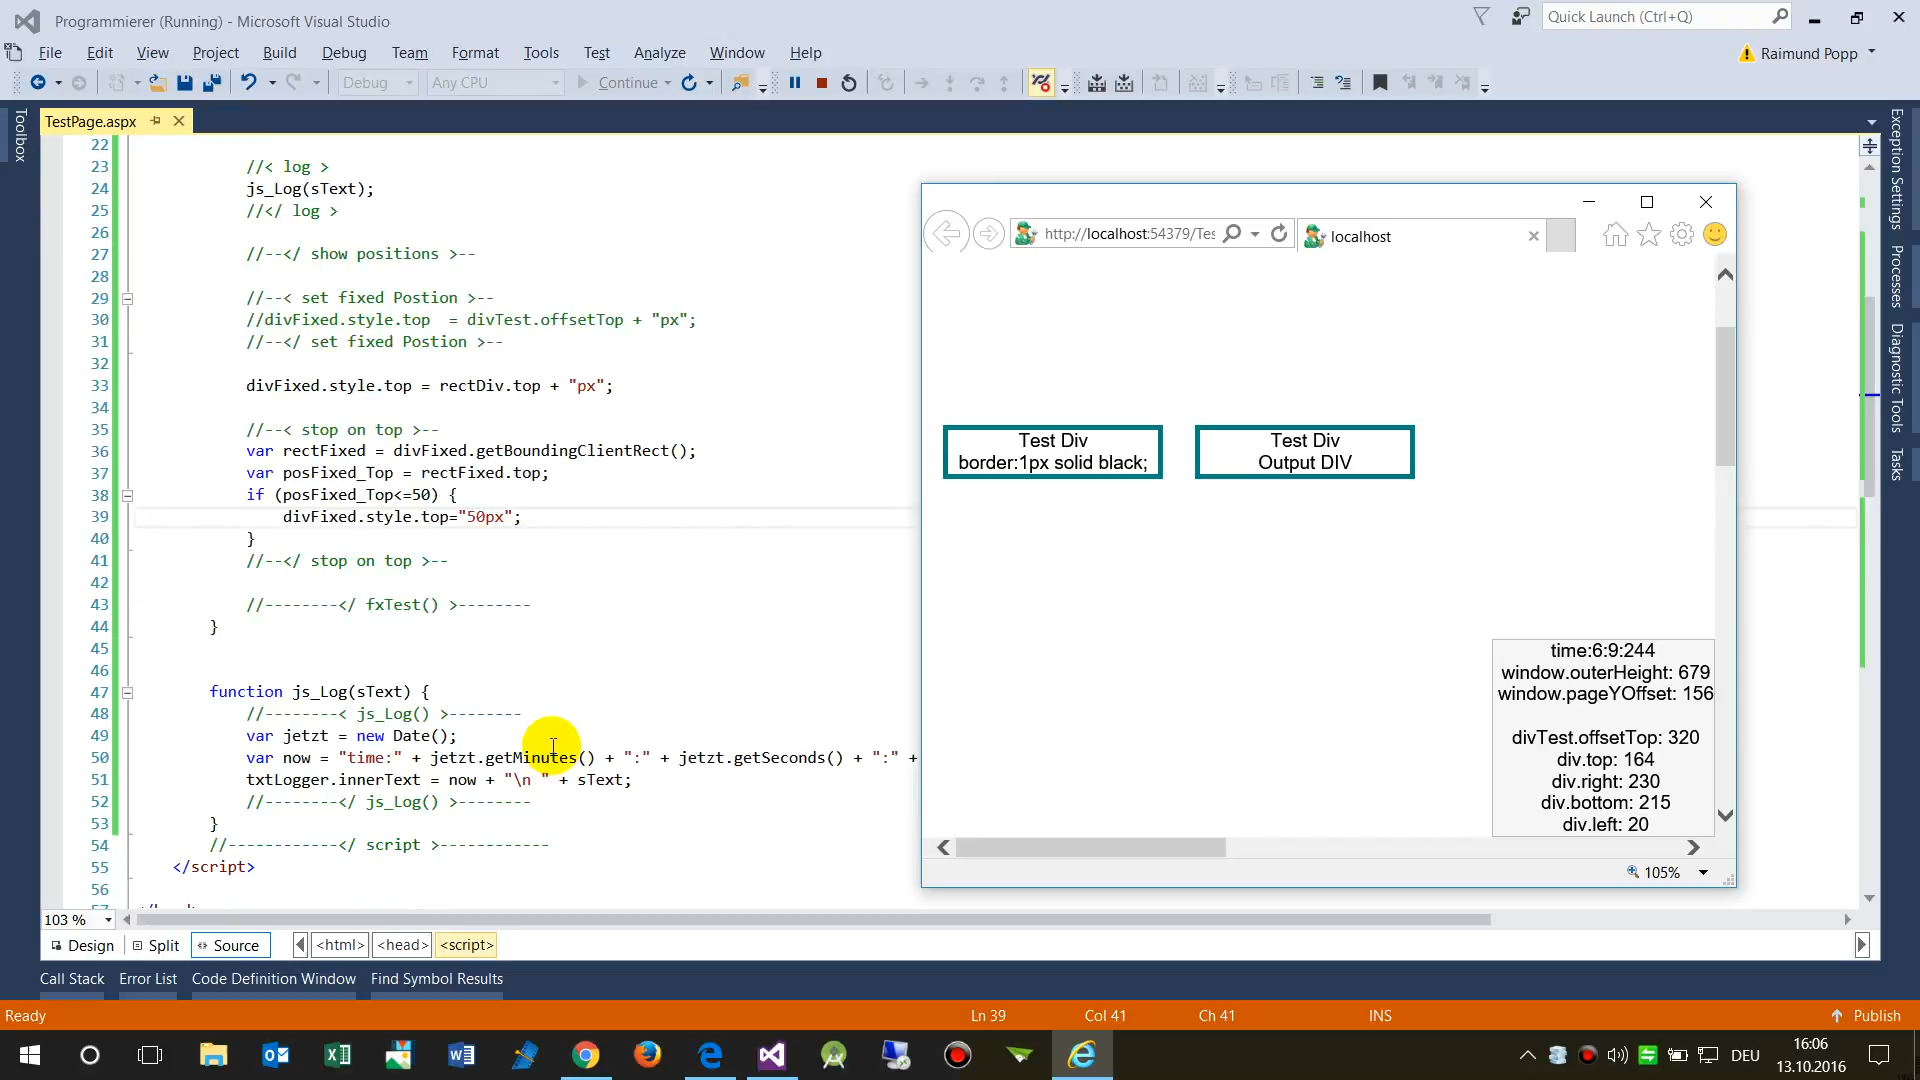 Programmierer (Running) - Microsoft Visual Studio
Quick Launch (Ctrl+Q)
File Edit View Project Build Debug Team Format Tools Test Analyze Window Help
Raimund Popp
Debug Any CPU Continue
TestPage.aspx
Toolbox
Exception Settings
Processes
Diagnostic Tools
Tasks
22
23 //< log >
24 js_Log(sText);
25 //</ log >
26
27 //--</ show positions >--
28
29 //--< set fixed Postion >--
30 //divFixed.style.top  = divTest.offsetTop + "px";
31 //--</ set fixed Postion >--
32
33 divFixed.style.top = rectDiv.top + "px";
34
35 //--< stop on top >--
36 var rectFixed = divFixed.getBoundingClientRect();
37 var posFixed_Top = rectFixed.top;
38 if (posFixed_Top<=50) {
39 divFixed.style.top="50px";
40 }
41 //--</ stop on top >--
42
43 //--------</ fxTest() >--------
44 }
45
46
47 function js_Log(sText) {
48 //--------< js_Log() >--------
49 var jetzt = new Date();
50 var now = "time:" + jetzt.getMinutes() + ":" + jetzt.getSeconds() + ":" +
51 txtLogger.innerText = now + "\n " + sText;
52 //--------</ js_Log() >--------
53 }
54 //------------</ script >------------
55 </script>
56
http://localhost:54379/Tes
localhost
Test Div
border:1px solid black;
Test Div
Output DIV
time:6:9:244
window.outerHeight: 679
window.pageYOffset: 156
divTest.offsetTop: 320
div.top: 164
div.right: 230
div.bottom: 215
div.left: 20
105%
103 %
Design Split Source <html> <head> <script>
Call Stack Error List Code Definition Window Find Symbol Results
Ready Ln 39 Col 41 Ch 41 INS Publish
DEU
16:06
13.10.2016